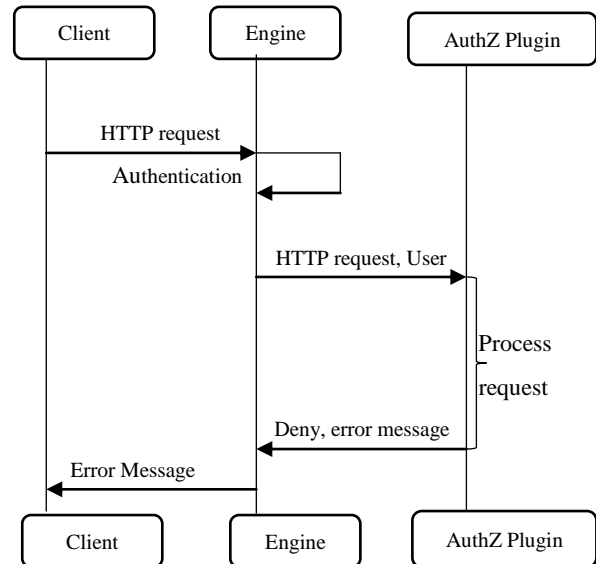 Client
Engine
AuthZ Plugin
HTTP request
Authentication
HTTP request, User
Process
request
Deny, error message
Error Message
Client
Engine
AuthZ Plugin